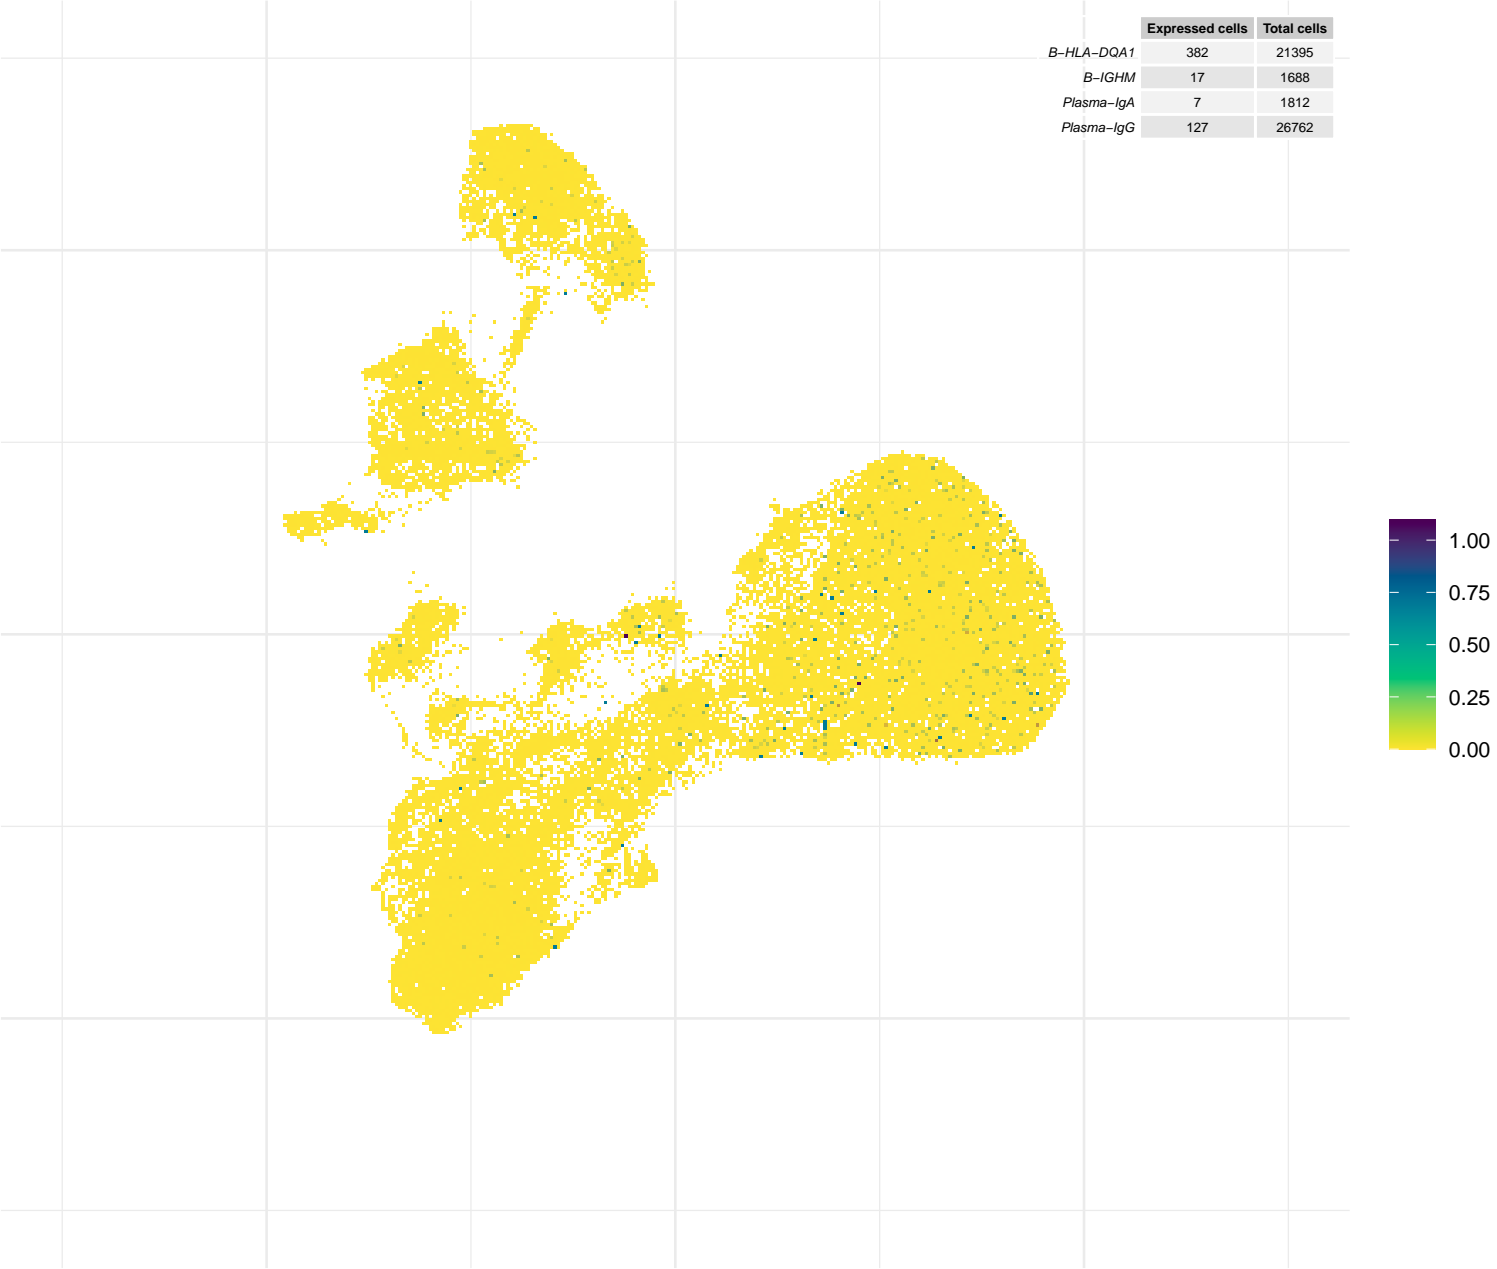 Expressed cells Total cells
B−HLA−DQA1 382 21395
B−IGHM 17 1688
Plasma−IgA 7 1812
Plasma−IgG 127 26762
1.00
0.75
0.50
0.25
0.00